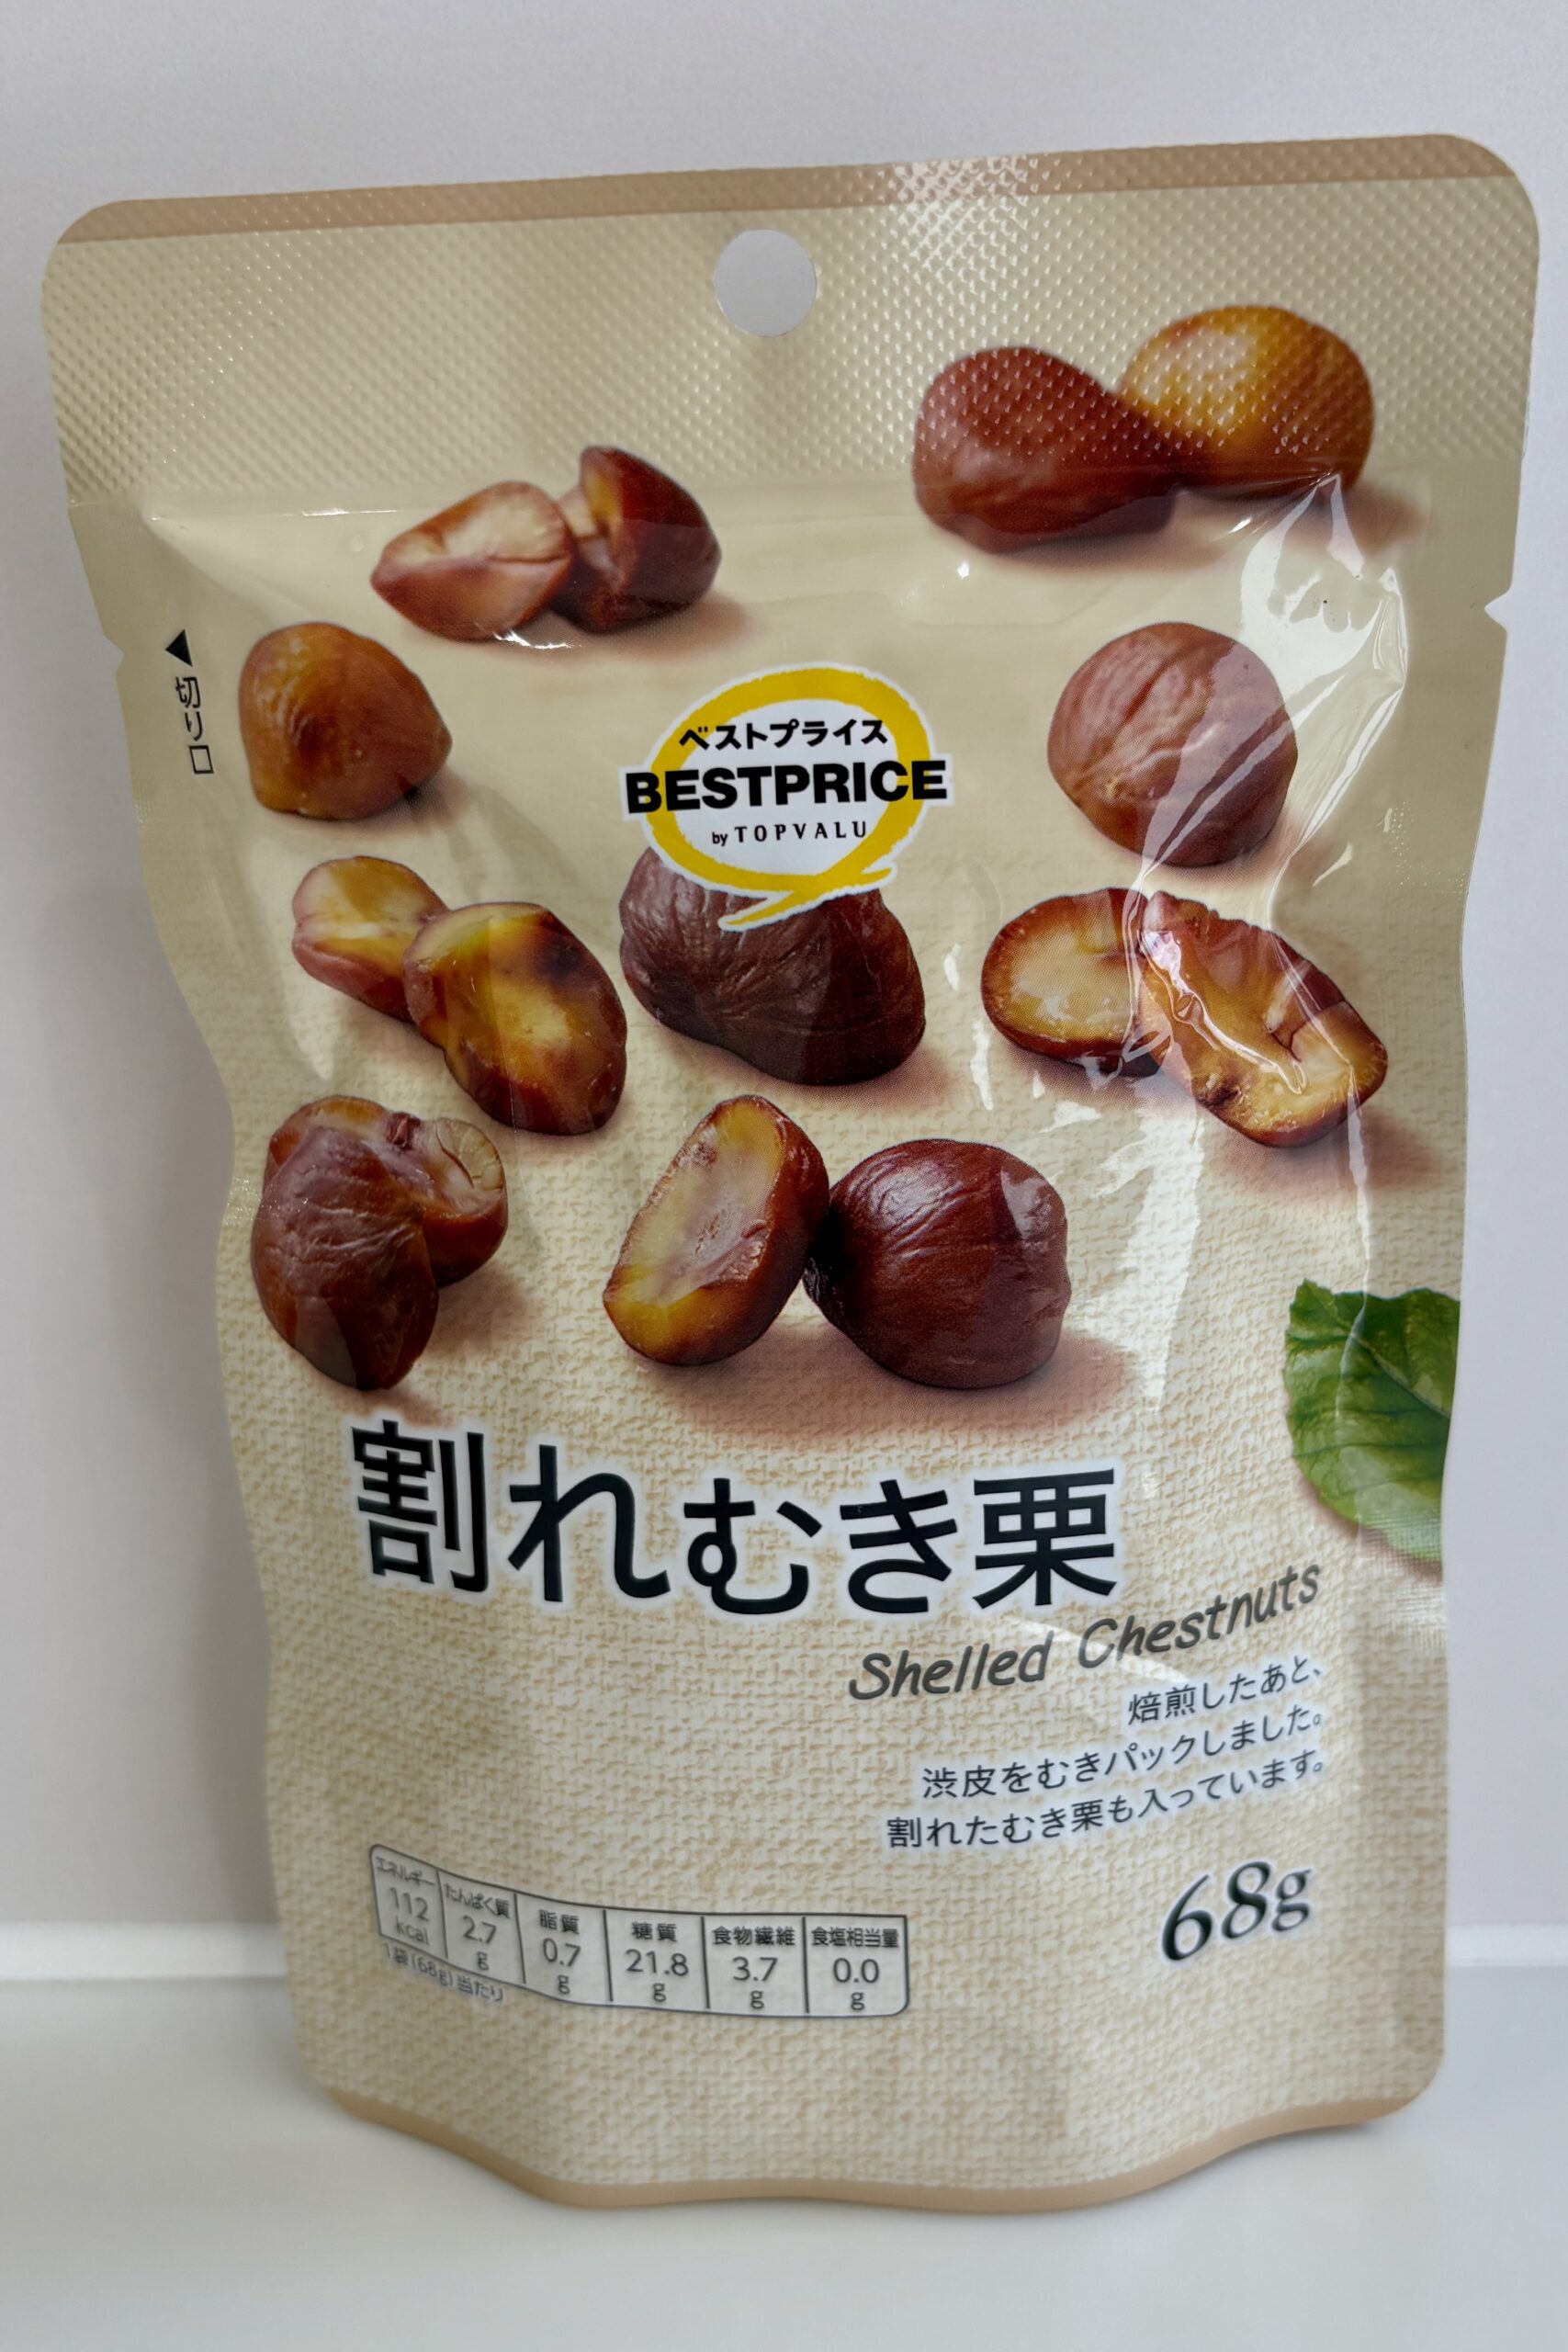 ◀切り口
ベストプライス
BESTPRICE
by TOPVALU
割れむき栗
Shelled Chestnuts
焙煎したあと、
渋皮をむきパックしました。
割れたむき栗も入っています。
68g
エネルギー 112 kcal
たんぱく質 2.7 g
脂質 0.7 g
糖質 21.8 g
食物繊維 3.7 g
食塩相当量 0.0 g
1袋(68g)当たり